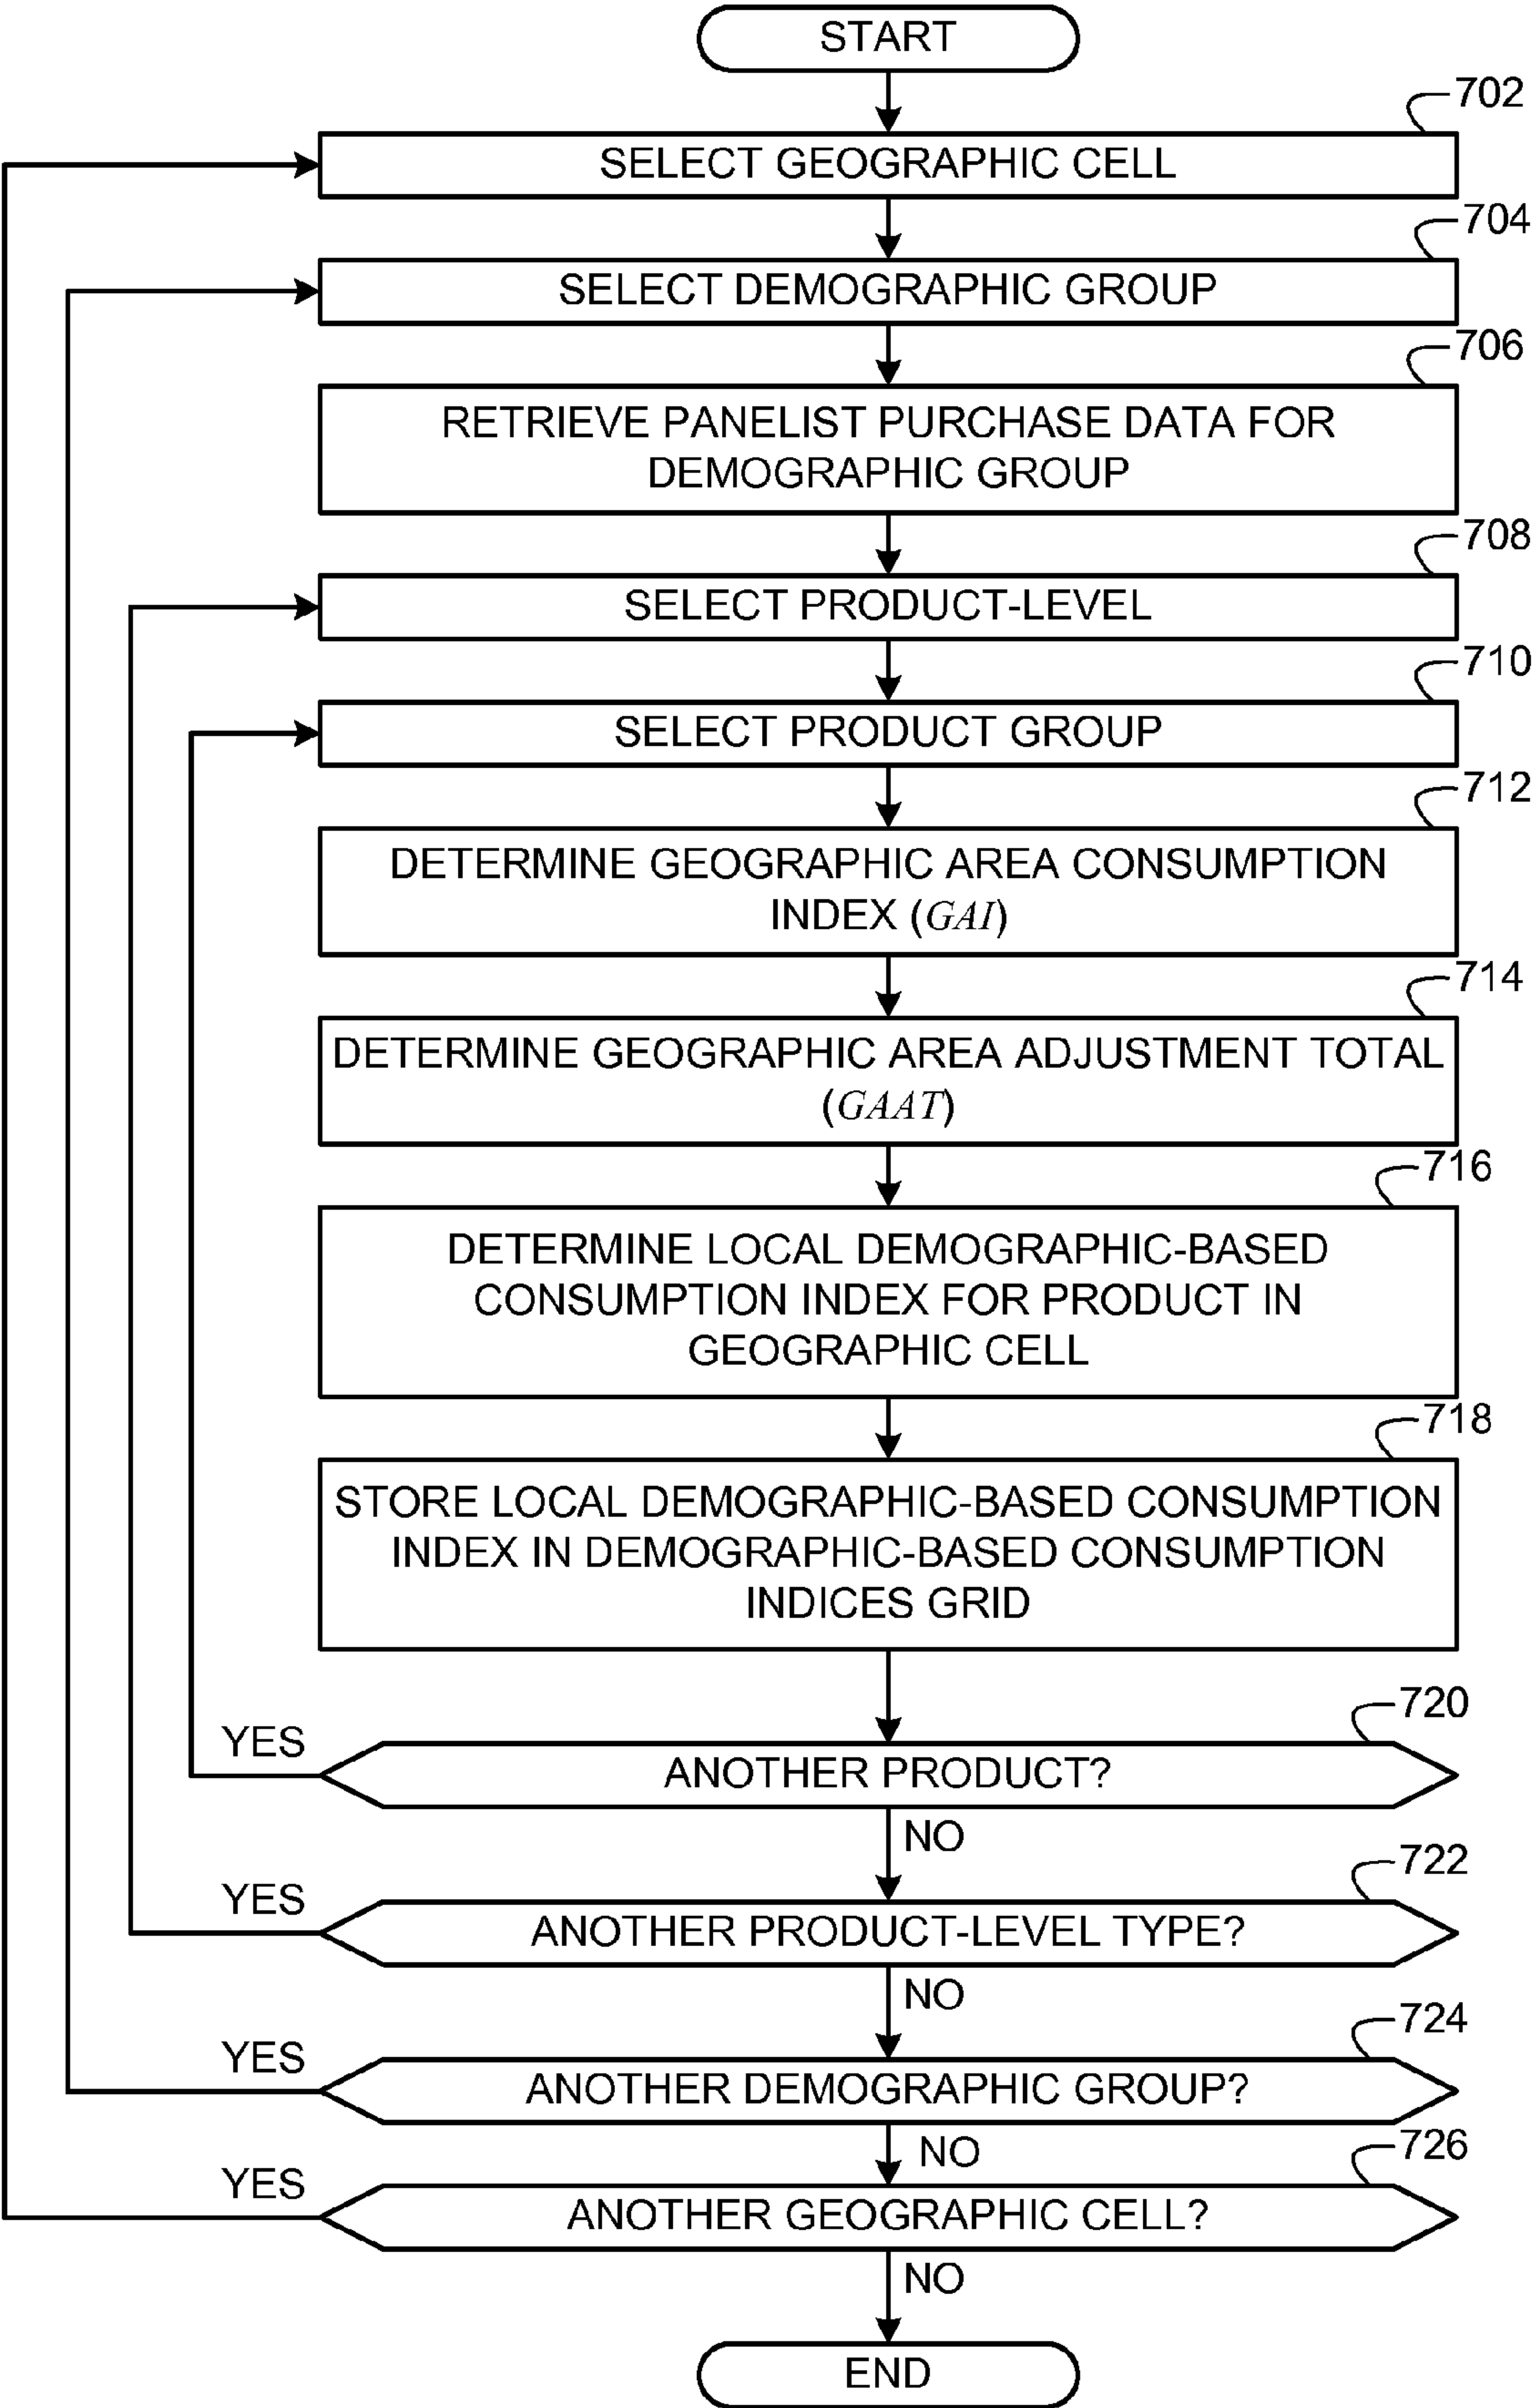 START
702
SELECT GEOGRAPHIC CELL
704
SELECT DEMOGRAPHIC GROUP
706
RETRIEVE PANELIST PURCHASE DATA FOR
DEMOGRAPHIC GROUP
708
SELECT PRODUCT-LEVEL
710
SELECT PRODUCT GROUP
712
DETERMINE GEOGRAPHIC AREA CONSUMPTION
INDEX (GAI)
714
DETERMINE GEOGRAPHIC AREA ADJUSTMENT TOTAL
(GAAT)
716
DETERMINE LOCAL DEMOGRAPHIC-BASED
CONSUMPTION INDEX FOR PRODUCT IN
GEOGRAPHIC CELL
718
STORE LOCAL DEMOGRAPHIC-BASED CONSUMPTION
INDEX IN DEMOGRAPHIC-BASED CONSUMPTION
INDICES GRID
720
YES
ANOTHER PRODUCT?
NO
722
YES
ANOTHER PRODUCT-LEVEL TYPE?
NO
724
YES
ANOTHER DEMOGRAPHIC GROUP?
NO
726
YES
ANOTHER GEOGRAPHIC CELL?
NO
END